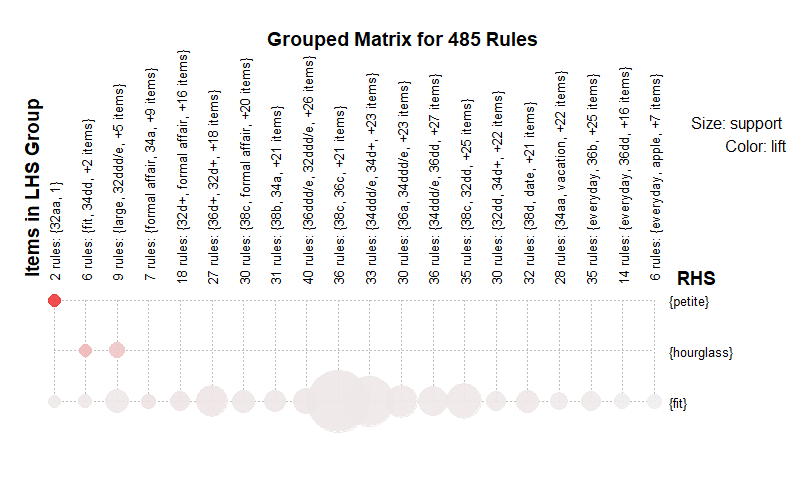 Grouped Matrix for 485 Rules
Items in LHS Group
2 rules: {32aa, 1}
6 rules: {fit, 34dd, +2 items}
9 rules: {large, 32ddd/e, +5 items}
7 rules: {formal affair, 34a, +9 items}
18 rules: {32d+, formal affair, +16 items}
27 rules: {36d+, 32d+, +18 items}
30 rules: {38c, formal affair, +20 items}
31 rules: {38b, 34a, +21 items}
40 rules: {36ddd/e, 32ddd/e, +26 items}
36 rules: {38c, 36c, +21 items}
33 rules: {34ddd/e, 34d+, +23 items}
30 rules: {36a, 34ddd/e, +23 items}
36 rules: {34ddd/e, 36dd, +27 items}
35 rules: {38c, 32dd, +25 items}
30 rules: {32dd, 34d+, +22 items}
32 rules: {38d, date, +21 items}
28 rules: {34aa, vacation, +22 items}
35 rules: {everyday, 36b, +25 items}
14 rules: {everyday, 36dd, +16 items}
6 rules: {everyday, apple, +7 items}
Size: support
Color: lift
RHS
{petite}
{hourglass}
{fit}